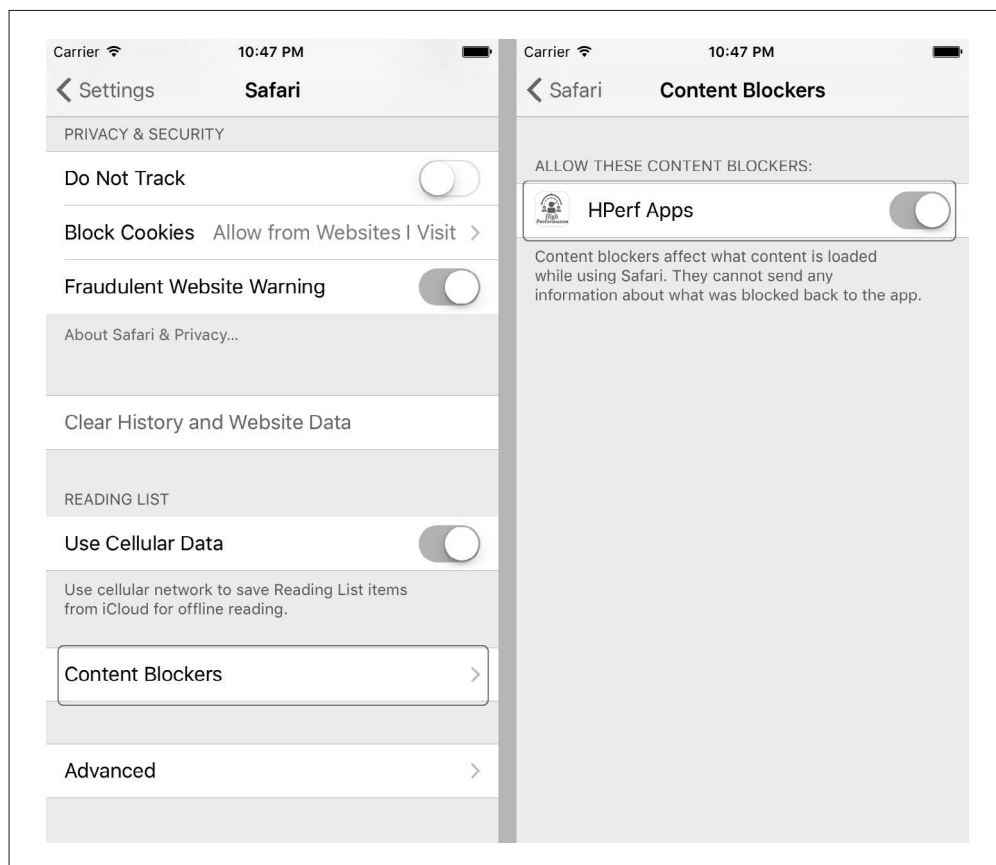 Carrier 10:47 PM
Settings Safari
PRIVACY & SECURITY
Do Not Track
Block Cookies Allow from Websites I Visit
Fraudulent Website Warning
About Safari & Privacy...
Clear History and Website Data
READING LIST
Use Cellular Data
Use cellular network to save Reading List items
from iCloud for offline reading.
Content Blockers
Advanced
Carrier 10:47 PM
Safari Content Blockers
ALLOW THESE CONTENT BLOCKERS:
High
Performance
HPerf Apps
Content blockers affect what content is loaded
while using Safari. They cannot send any
information about what was blocked back to the app.